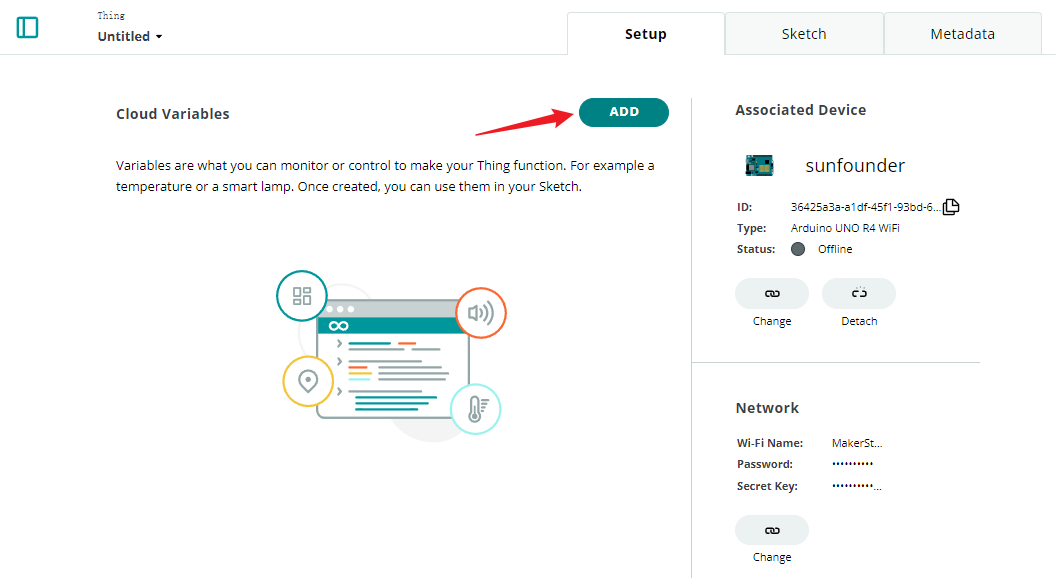 Thing
Untitled
Setup
Sketch
Metadata
Cloud Variables
ADD
Variables are what you can monitor or control to make your Thing function. For example a
temperature or a smart lamp. Once created, you can use them in your Sketch.
Associated Device
sunfounder
ID: 36425a3a-a1df-45f1-93bd-6...
Type: Arduino UNO R4 WiFi
Status: Offline
Change
Detach
Network
Wi-Fi Name: MakerSt...
Password: ••••••••••
Secret Key: ••••••••••...
Change